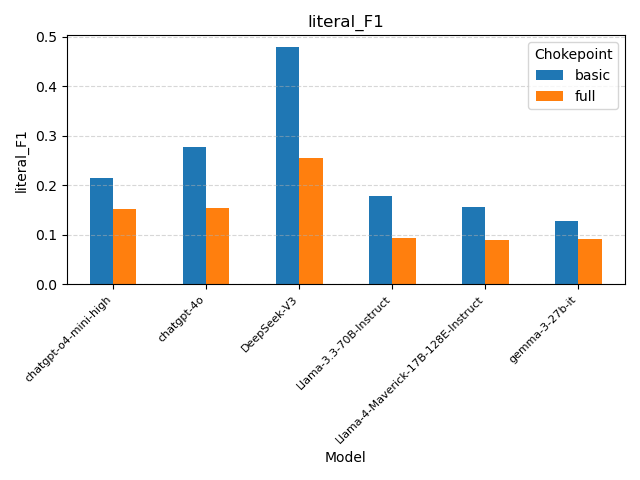 literal_F1
literal_F1
0.5
0.4
0.3
0.2
0.1
0.0
Chokepoint
basic
full
chatgpt-o4-mini-high
chatgpt-4o
DeepSeek-V3
Llama-3.3-70B-Instruct
Llama-4-Maverick-17B-128E-Instruct
gemma-3-27b-it
Model